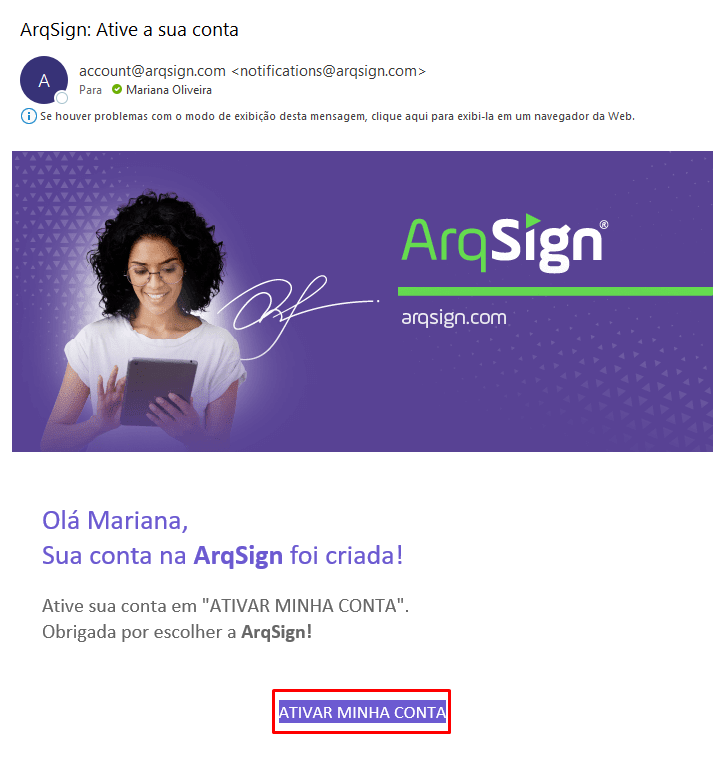 ArqSign: Ative a sua conta
A
account@arqsign.com <notifications@arqsign.com>
Para Mariana Oliveira
Se houver problemas com o modo de exibição desta mensagem, clique aqui para exibi-la em um navegador da Web.
ArqSign®
arqsign.com
Olá Mariana,
Sua conta na ArqSign foi criada!
Ative sua conta em "ATIVAR MINHA CONTA".
Obrigada por escolher a ArqSign!
ATIVAR MINHA CONTA